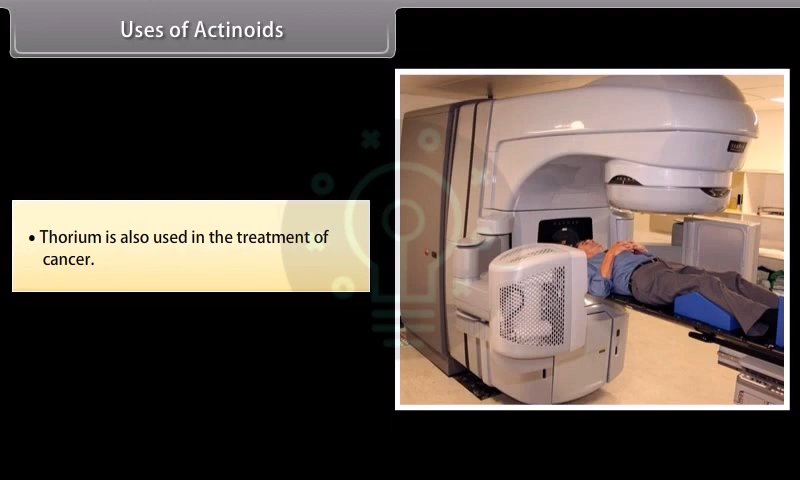 Uses of Actinoids
• Thorium is also used in the treatment of
cancer.